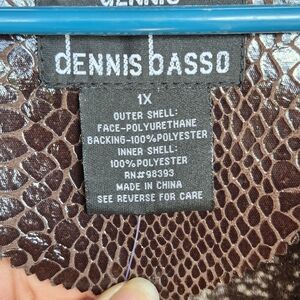 DENNIS
dENNIS bASSO
1X
OUTER SHELL:
FACE-POLYURETHANE
BACKING-100%POLYESTER
INNER SHELL:
100%POLYESTER
RN#98393
MADE IN CHINA
SEE REVERSE FOR CARE